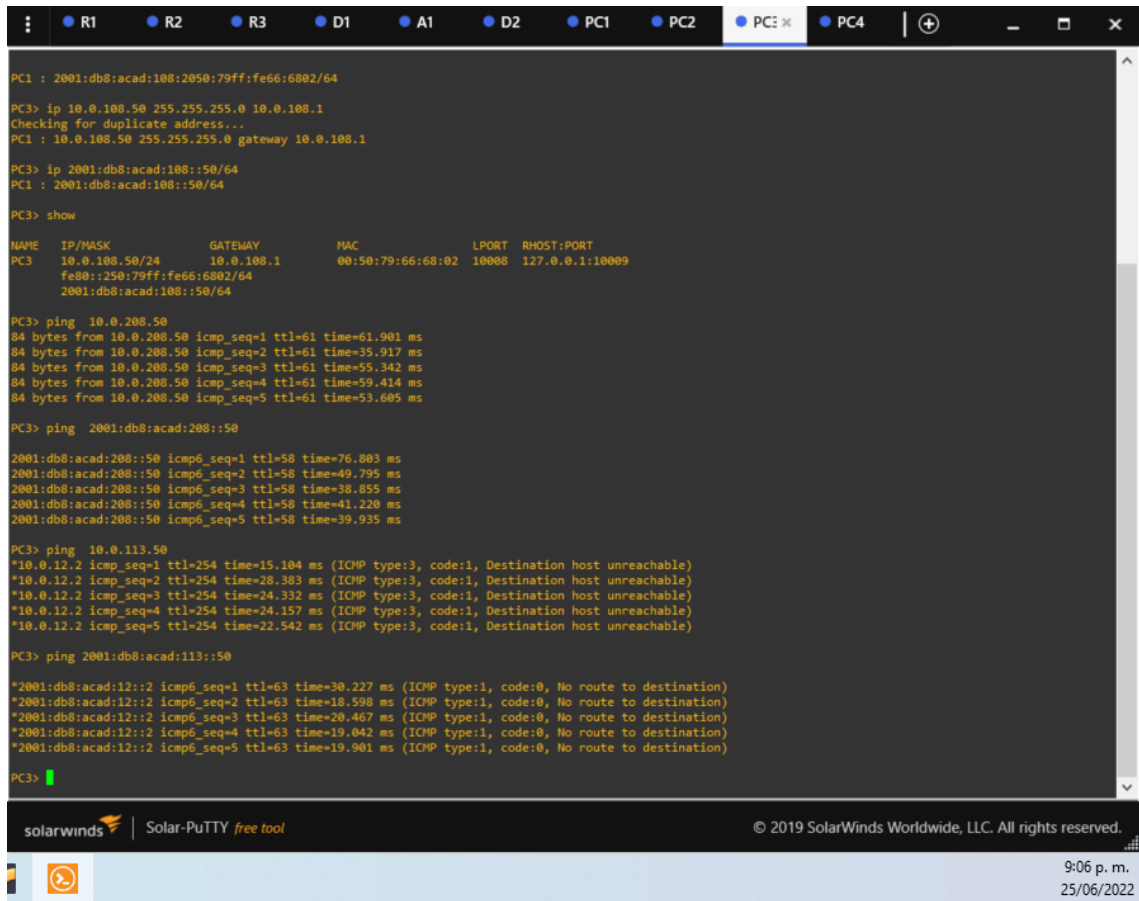 R1 R2 R3 D1 A1 D2 PC1 PC2 PC3 PC4
PC1 : 2001:db8:acad:108:2050:79ff:fe66:6802/64
PC3> ip 10.0.108.50 255.255.255.0 10.0.108.1
Checking for duplicate address...
PC1 : 10.0.108.50 255.255.255.0 gateway 10.0.108.1
PC3> ip 2001:db8:acad:108::50/64
PC1 : 2001:db8:acad:108::50/64
PC3> show
NAME IP/MASK GATEWAY MAC LPORT RHOST:PORT
PC3 10.0.108.50/24 10.0.108.1 00:50:79:66:68:02 10008 127.0.0.1:10009
fe80::250:79ff:fe66:6802/64
2001:db8:acad:108::50/64
PC3> ping 10.0.208.50
84 bytes from 10.0.208.50 icmp_seq=1 ttl=61 time=61.901 ms
84 bytes from 10.0.208.50 icmp_seq=2 ttl=61 time=35.917 ms
84 bytes from 10.0.208.50 icmp_seq=3 ttl=61 time=55.342 ms
84 bytes from 10.0.208.50 icmp_seq=4 ttl=61 time=59.414 ms
84 bytes from 10.0.208.50 icmp_seq=5 ttl=61 time=53.605 ms
PC3> ping 2001:db8:acad:208::50
2001:db8:acad:208::50 icmp6_seq=1 ttl=58 time=76.803 ms
2001:db8:acad:208::50 icmp6_seq=2 ttl=58 time=49.795 ms
2001:db8:acad:208::50 icmp6_seq=3 ttl=58 time=38.855 ms
2001:db8:acad:208::50 icmp6_seq=4 ttl=58 time=41.220 ms
2001:db8:acad:208::50 icmp6_seq=5 ttl=58 time=39.935 ms
PC3> ping 10.0.113.50
*10.0.12.2 icmp_seq=1 ttl=254 time=15.104 ms (ICMP type:3, code:1, Destination host unreachable)
*10.0.12.2 icmp_seq=2 ttl=254 time=28.383 ms (ICMP type:3, code:1, Destination host unreachable)
*10.0.12.2 icmp_seq=3 ttl=254 time=24.332 ms (ICMP type:3, code:1, Destination host unreachable)
*10.0.12.2 icmp_seq=4 ttl=254 time=24.157 ms (ICMP type:3, code:1, Destination host unreachable)
*10.0.12.2 icmp_seq=5 ttl=254 time=22.542 ms (ICMP type:3, code:1, Destination host unreachable)
PC3> ping 2001:db8:acad:113::50
*2001:db8:acad:12::2 icmp6_seq=1 ttl=63 time=30.227 ms (ICMP type:1, code:0, No route to destination)
*2001:db8:acad:12::2 icmp6_seq=2 ttl=63 time=18.598 ms (ICMP type:1, code:0, No route to destination)
*2001:db8:acad:12::2 icmp6_seq=3 ttl=63 time=20.467 ms (ICMP type:1, code:0, No route to destination)
*2001:db8:acad:12::2 icmp6_seq=4 ttl=63 time=19.042 ms (ICMP type:1, code:0, No route to destination)
*2001:db8:acad:12::2 icmp6_seq=5 ttl=63 time=19.901 ms (ICMP type:1, code:0, No route to destination)
PC3>
solarwinds Solar-PuTTY free tool © 2019 SolarWinds Worldwide, LLC. All rights reserved.
9:06 p. m.
25/06/2022